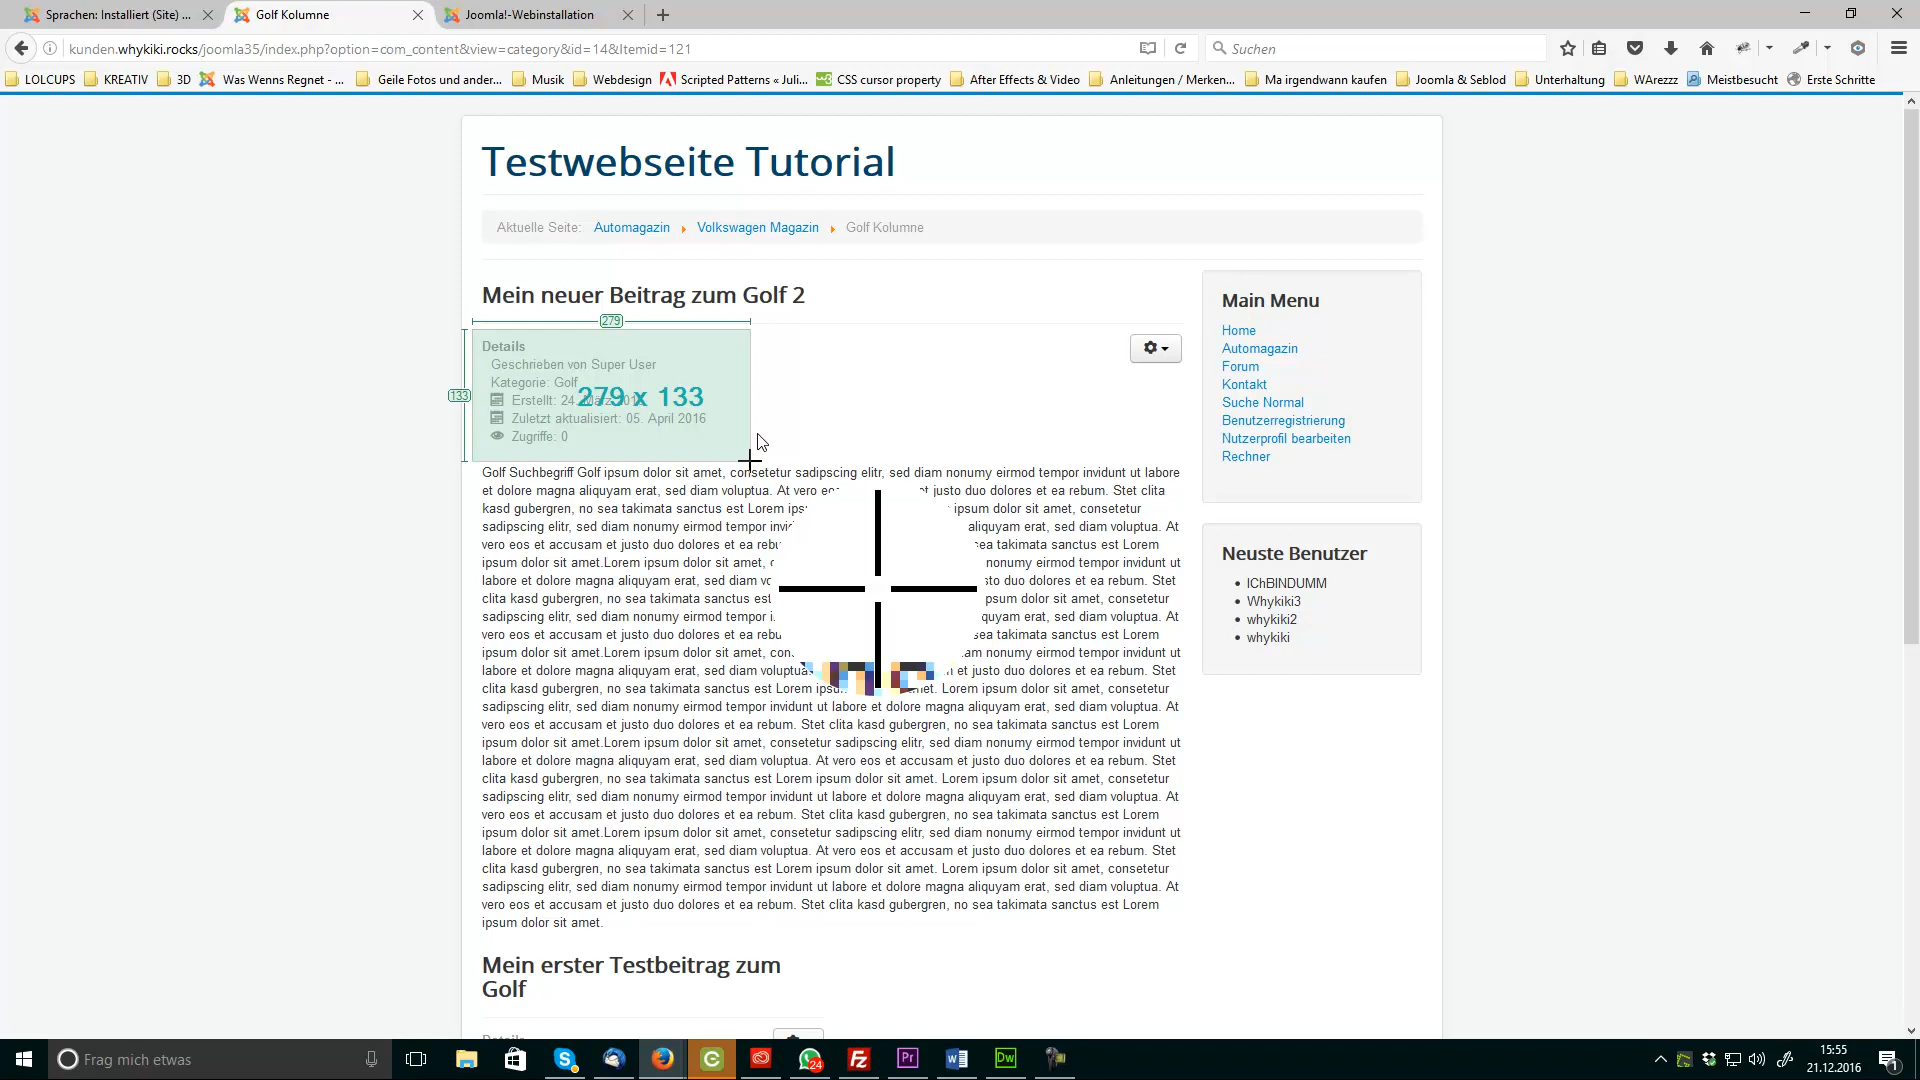 Sprachen: Installiert (Site) ...
Golf Kolumne
Joomla!-Webinstallation
kunden.whykiki.rocks/joomla35/index.php?option=com_content&view=category&id=14&Itemid=121
Suchen
LOLCUPS
KREATIV
3D
Was Wenns Regnet - ...
Geile Fotos und ander...
Musik
Webdesign
Scripted Patterns « Juli...
CSS cursor property
After Effects & Video
Anleitungen / Merken...
Ma irgendwann kaufen
Joomla & Seblod
Unterhaltung
WArezzz
Meistbesucht
Erste Schritte
Testwebseite Tutorial
Aktuelle Seite: Automagazin Volkswagen Magazin Golf Kolumne
Mein neuer Beitrag zum Golf 2
279
133
279 x 133
Details
Geschrieben von Super User
Kategorie: Golf
Erstellt: 24. März
Zuletzt aktualisiert: 05. April 2016
Zugriffe: 0
Golf Suchbegriff Golf ipsum dolor sit amet, consetetur sadipscing elitr, sed diam nonumy eirmod tempor invidunt ut labore
et dolore magna aliquyam erat, sed diam voluptua. At vero justo duo dolores et ea rebum. Stet clita
kasd gubergren, no sea takimata sanctus est Lorem ipsum dolor sit amet, consetetur
sadipscing elitr, sed diam nonumy eirmod tempor aliquyam erat, sed diam voluptua. At
vero eos et accusam et justo duo dolores et ea sea takimata sanctus est Lorem
ipsum dolor sit amet.Lorem ipsum dolor sit amet, nonumy eirmod tempor invidunt ut
labore et dolore magna aliquyam erat, sed diam dolores et ea rebum. Stet
clita kasd gubergren, no sea takimata sanctus est ipsum dolor sit amet, consetetur
sadipscing elitr, sed diam nonumy eirmod tempor aliquyam erat, sed diam voluptua. At
vero eos et accusam et justo duo dolores et ea sea takimata sanctus est Lorem
ipsum dolor sit amet.Lorem ipsum dolor sit amet, nonumy eirmod tempor invidunt ut
labore et dolore magna aliquyam erat, sed diam voluptua. et justo duo dolores et ea rebum. Stet
clita kasd gubergren, no sea takimata sanctus est Lorem amet. Lorem ipsum dolor sit amet, consetetur
sadipscing elitr, sed diam nonumy eirmod tempor invidunt ut labore et dolore magna aliquyam erat, sed diam voluptua. At
vero eos et accusam et justo duo dolores et ea rebum. Stet clita kasd gubergren, no sea takimata sanctus est Lorem
ipsum dolor sit amet.Lorem ipsum dolor sit amet, consetetur sadipscing elitr, sed diam nonumy eirmod tempor invidunt ut
labore et dolore magna aliquyam erat, sed diam voluptua. At vero eos et accusam et justo duo dolores et ea rebum. Stet
clita kasd gubergren, no sea takimata sanctus est Lorem ipsum dolor sit amet. Lorem ipsum dolor sit amet, consetetur
sadipscing elitr, sed diam nonumy eirmod tempor invidunt ut labore et dolore magna aliquyam erat, sed diam voluptua. At
vero eos et accusam et justo duo dolores et ea rebum. Stet clita kasd gubergren, no sea takimata sanctus est Lorem
ipsum dolor sit amet.Lorem ipsum dolor sit amet, consetetur sadipscing elitr, sed diam nonumy eirmod tempor invidunt ut
labore et dolore magna aliquyam erat, sed diam voluptua. At vero eos et accusam et justo duo dolores et ea rebum. Stet
clita kasd gubergren, no sea takimata sanctus est Lorem ipsum dolor sit amet. Lorem ipsum dolor sit amet, consetetur
sadipscing elitr, sed diam nonumy eirmod tempor invidunt ut labore et dolore magna aliquyam erat, sed diam voluptua. At
vero eos et accusam et justo duo dolores et ea rebum. Stet clita kasd gubergren, no sea takimata sanctus est Lorem
ipsum dolor sit amet.
Mein erster Testbeitrag zum
Golf
Details
Main Menu
Home
Automagazin
Forum
Kontakt
Suche Normal
Benutzerregistrierung
Nutzerprofil bearbeiten
Rechner
Neuste Benutzer
IChBINDUMM
Whykiki3
whykiki2
whykiki
Frag mich etwas
24
Fz
Pr
W
Dw
15:55
21.12.2016
1